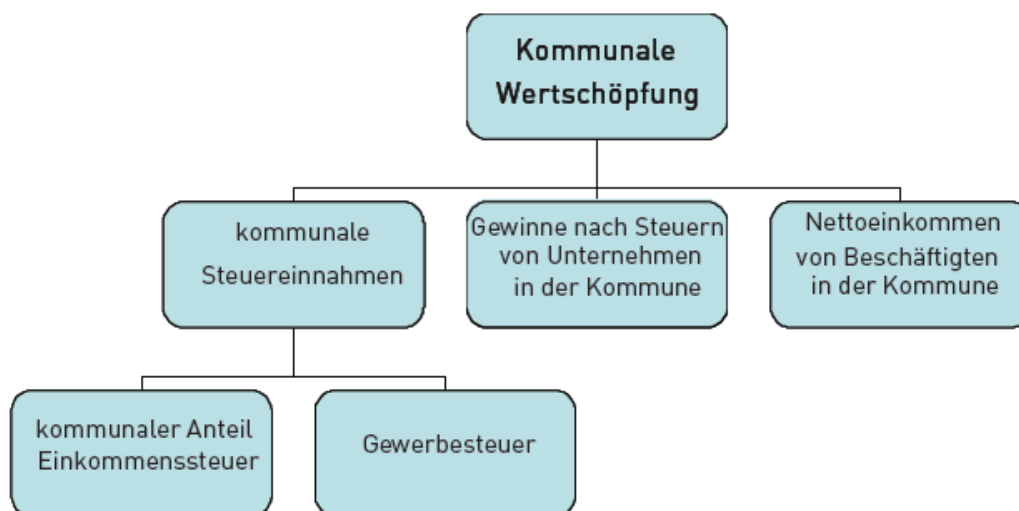 Kommunale
Wertschöpfung
kommunale
Steuereinnahmen
Gewinne nach Steuern
von Unternehmen
in der Kommune
Nettoeinkommen
von Beschäftigten
in der Kommune
kommunaler Anteil
Einkommenssteuer
Gewerbesteuer